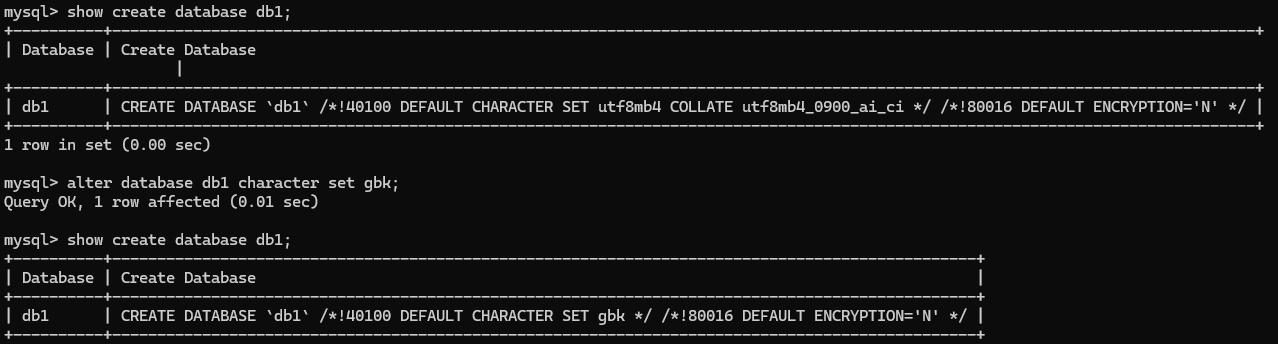 mysql> show create database db1;
+----------+-------------------------------------------------------------------------------------------------------------------------------+
| Database | Create Database
                   |
+----------+-------------------------------------------------------------------------------------------------------------------------------+
| db1      | CREATE DATABASE `db1` /*!40100 DEFAULT CHARACTER SET utf8mb4 COLLATE utf8mb4_0900_ai_ci */ /*!80016 DEFAULT ENCRYPTION='N' */ |
+----------+-------------------------------------------------------------------------------------------------------------------------------+
1 row in set (0.00 sec)

mysql> alter database db1 character set gbk;
Query OK, 1 row affected (0.01 sec)

mysql> show create database db1;
+----------+------------------------------------------------------------------------------------------------+
| Database | Create Database                                                                                |
+----------+------------------------------------------------------------------------------------------------+
| db1      | CREATE DATABASE `db1` /*!40100 DEFAULT CHARACTER SET gbk */ /*!80016 DEFAULT ENCRYPTION='N' */ |
+----------+------------------------------------------------------------------------------------------------+